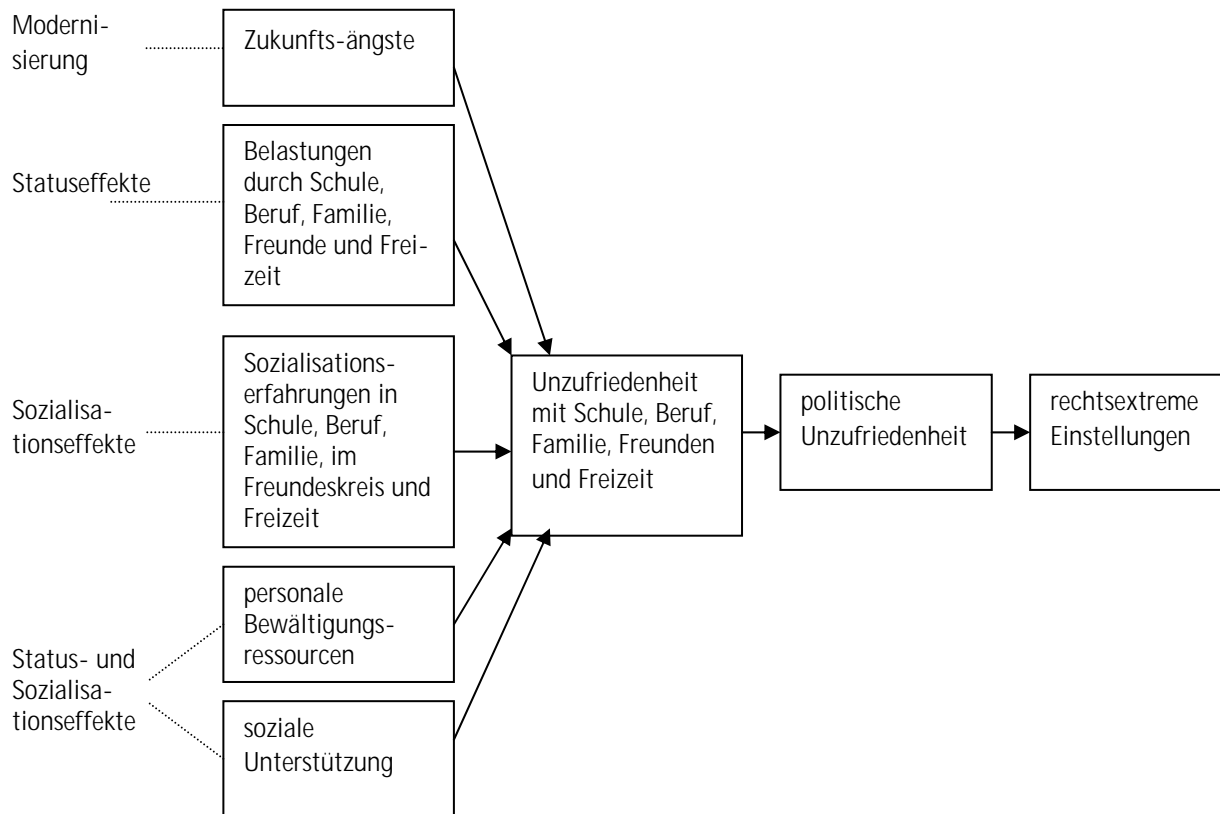 Moderni-
sierung
Zukunfts-ängste
Statuseffekte
Belastungen
durch Schule,
Beruf, Familie,
Freunde und Frei-
zeit
Sozialisa-
tionseffekte
Sozialisations-
erfahrungen in
Schule, Beruf,
Familie, im
Freundeskreis und
Freizeit
Status- und
Sozialisa-
tionseffekte
personale
Bewältigungs-
ressourcen
soziale
Unterstützung
Unzufriedenheit
mit Schule, Beruf,
Familie, Freunden
und Freizeit
politische
Unzufriedenheit
rechtsextreme
Einstellungen